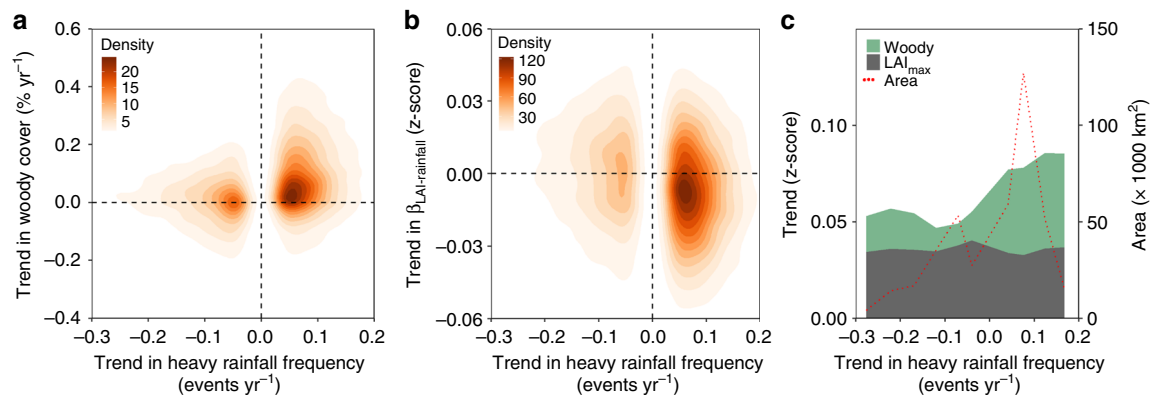 a
Trend in woody cover (% yr⁻¹)
0.6
0.4
0.2
0.0
−0.2
−0.4
Density
20
15
10
5
−0.3
−0.2
−0.1
0.0
0.1
0.2
Trend in heavy rainfall frequency
(events yr⁻¹)
b
Trend in βLAI-rainfall (z-score)
0.06
0.03
0.00
−0.03
−0.06
Density
120
90
60
30
−0.3
−0.2
−0.1
0.0
0.1
0.2
Trend in heavy rainfall frequency
(events yr⁻¹)
c
Trend (z-score)
0.10
0.05
0.00
Woody
LAImax
Area
150
100
50
0
Area (× 1000 km²)
−0.3
−0.2
−0.1
0.0
0.1
0.2
Trend in heavy rainfall frequency
(events yr⁻¹)